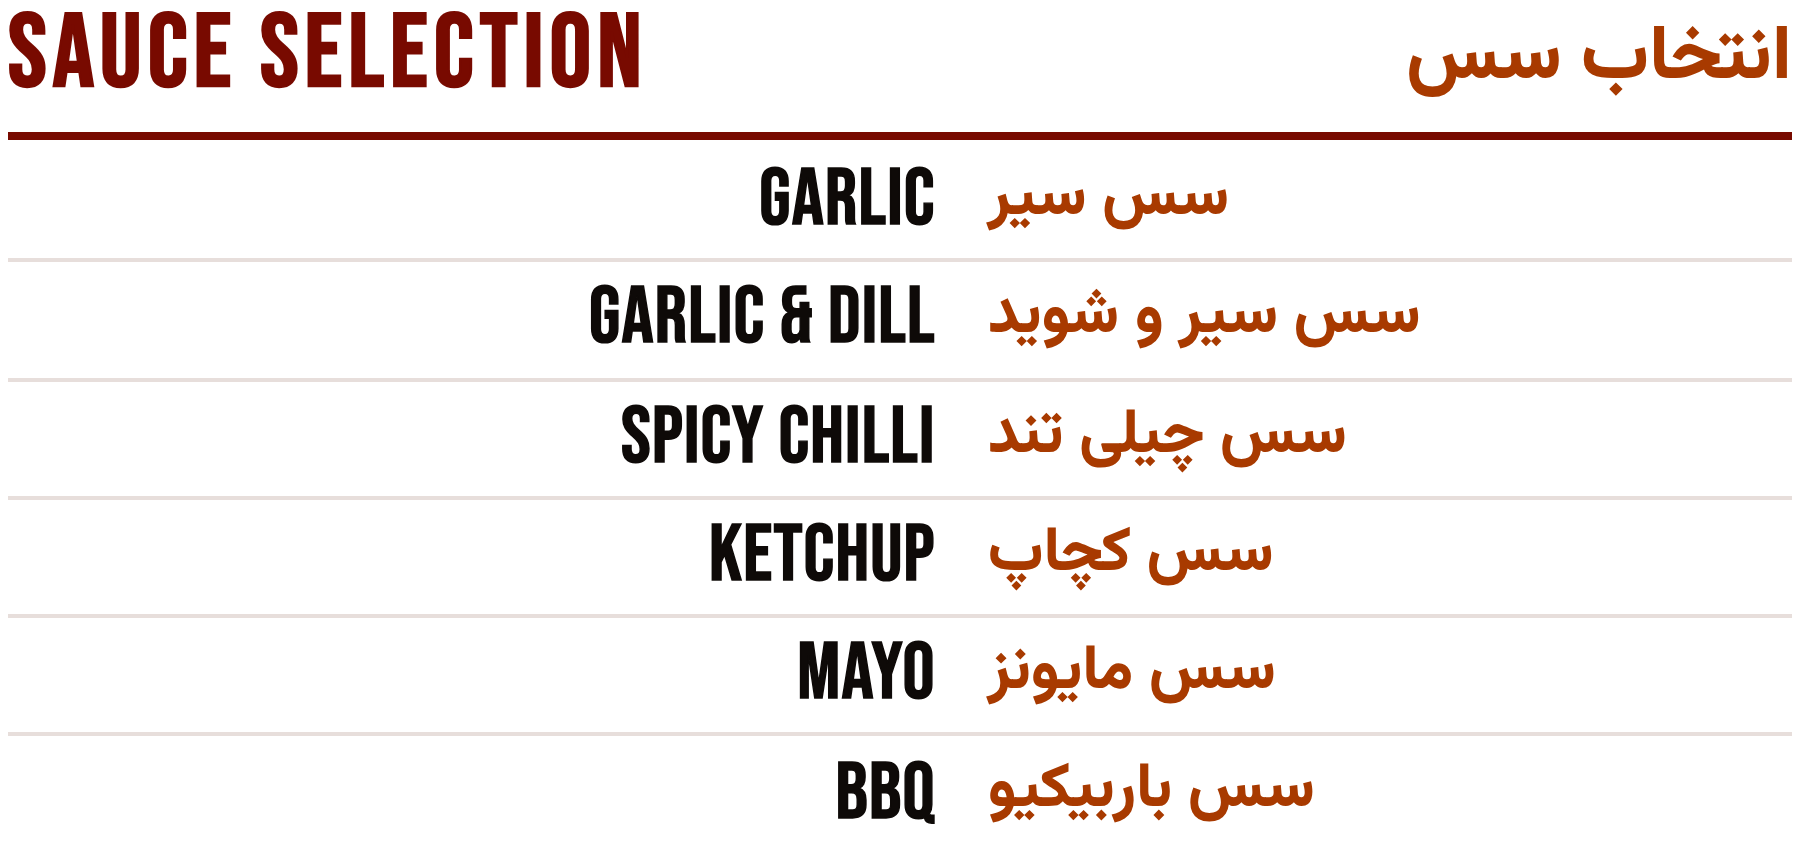 SAUCE SELECTION انتخاب سس
GARLIC سس سیر
GARLIC & DILL سس سیر و شوید
SPICY CHILLI سس چیلی تند
KETCHUP سس کچاپ
MAYO سس مایونز
BBQ سس باربیکیو